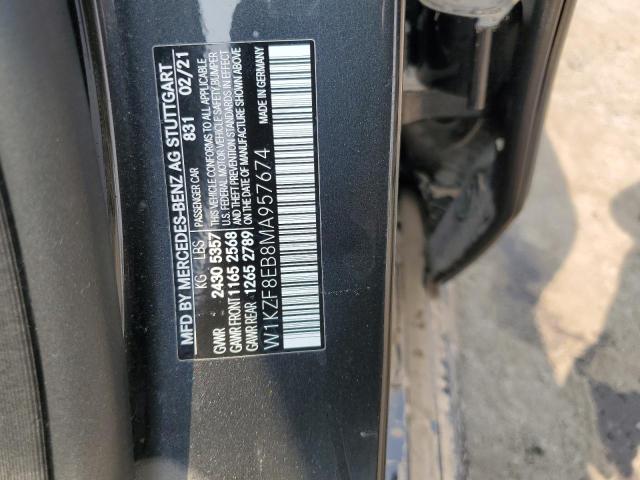 MFD BY MERCEDES-BENZ AG STUTTGART
831 02/21
KG LBS
GVWR 2430 5357
GAWR FRONT 1165 2568
GAWR REAR 1265 2789
PASSENGER CAR
THIS VEHICLE CONFORMS TO ALL APPLICABLE
U.S. FEDERAL MOTOR VEHICLE SAFETY, BUMPER
AND THEFT PREVENTION STANDARDS IN EFFECT
ON THE DATE OF MANUFACTURE SHOWN ABOVE
W1KZF8EB8MA957674 MADE IN GERMANY